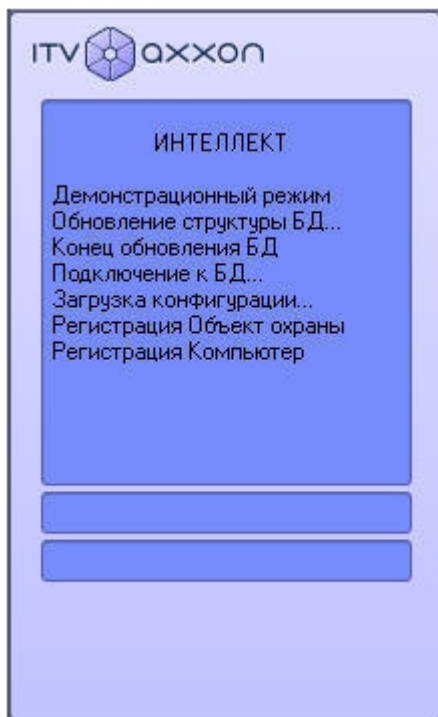 ITV axxon
ИНТЕЛЛЕКТ
Демонстрационный режим
Обновление структуры БД...
Конец обновления БД
Подключение к БД...
Загрузка конфигурации...
Регистрация Объект охраны
Регистрация Компьютер